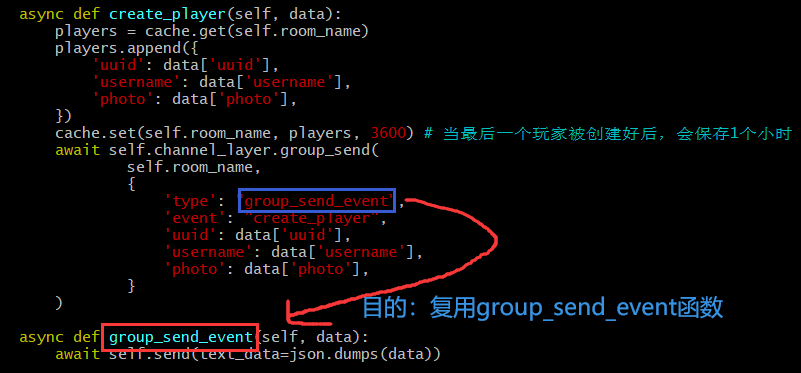 async def create_player(self, data):
    players = cache.get(self.room_name)
    players.append({
        'uuid': data['uuid'],
        'username': data['username'],
        'photo': data['photo'],
    })
    cache.set(self.room_name, players, 3600) # 当最后一个玩家被创建好后，会保存1个小时
    await self.channel_layer.group_send(
            self.room_name,
            {
                'type': "group_send_event",
                'event': "create_player",
                'uuid': data['uuid'],
                'username': data['username'],
                'photo': data['photo'],
            }
    )
目的：复用group_send_event函数
async def group_send_event(self, data):
    await self.send(text_data=json.dumps(data))